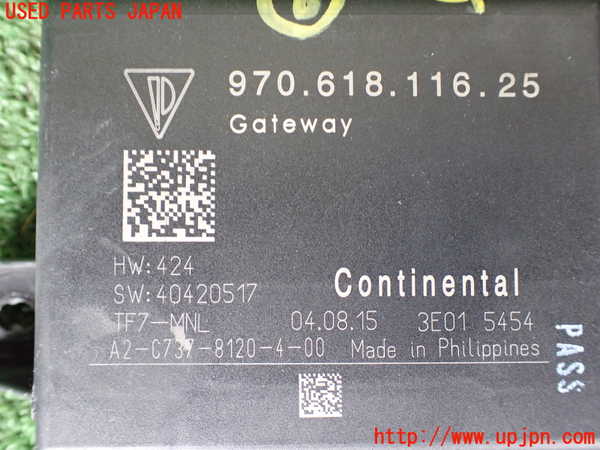 USED PARTS JAPAN
970.618.116.25
Gateway
HW:424
SW:40420517
Continental
TF7-MNL 04.08.15 3E01 5454
A2-C737-8120-4-00 Made in Philippines
PASS
http://www.upjpn.com